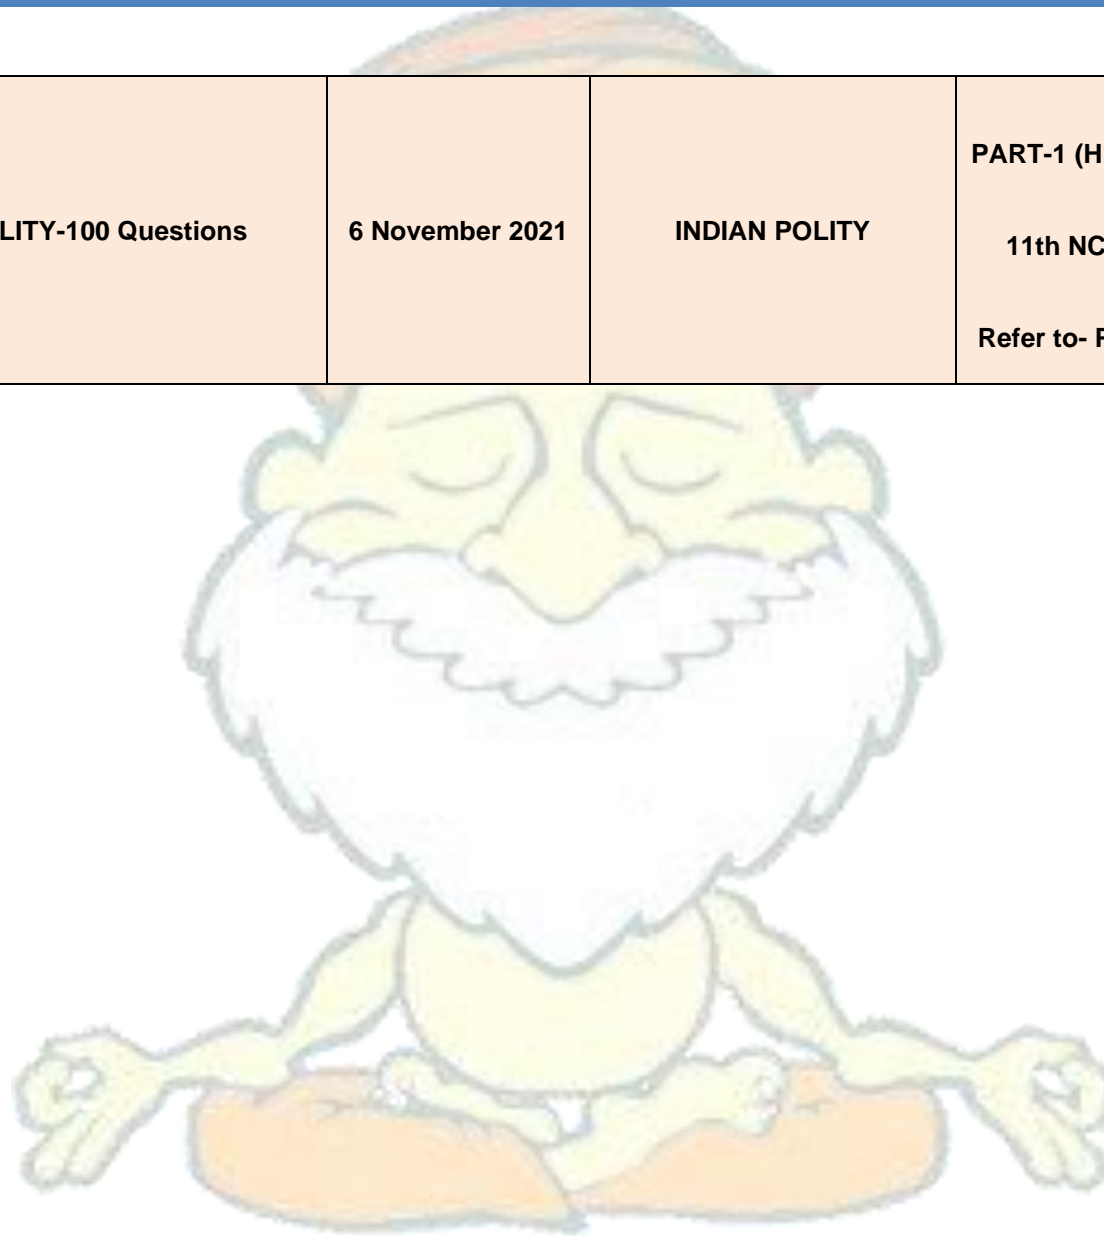 LITY-100 Questions
6 November 2021
INDIAN POLITY
PART-1 (H
11th NC
Refer to- F